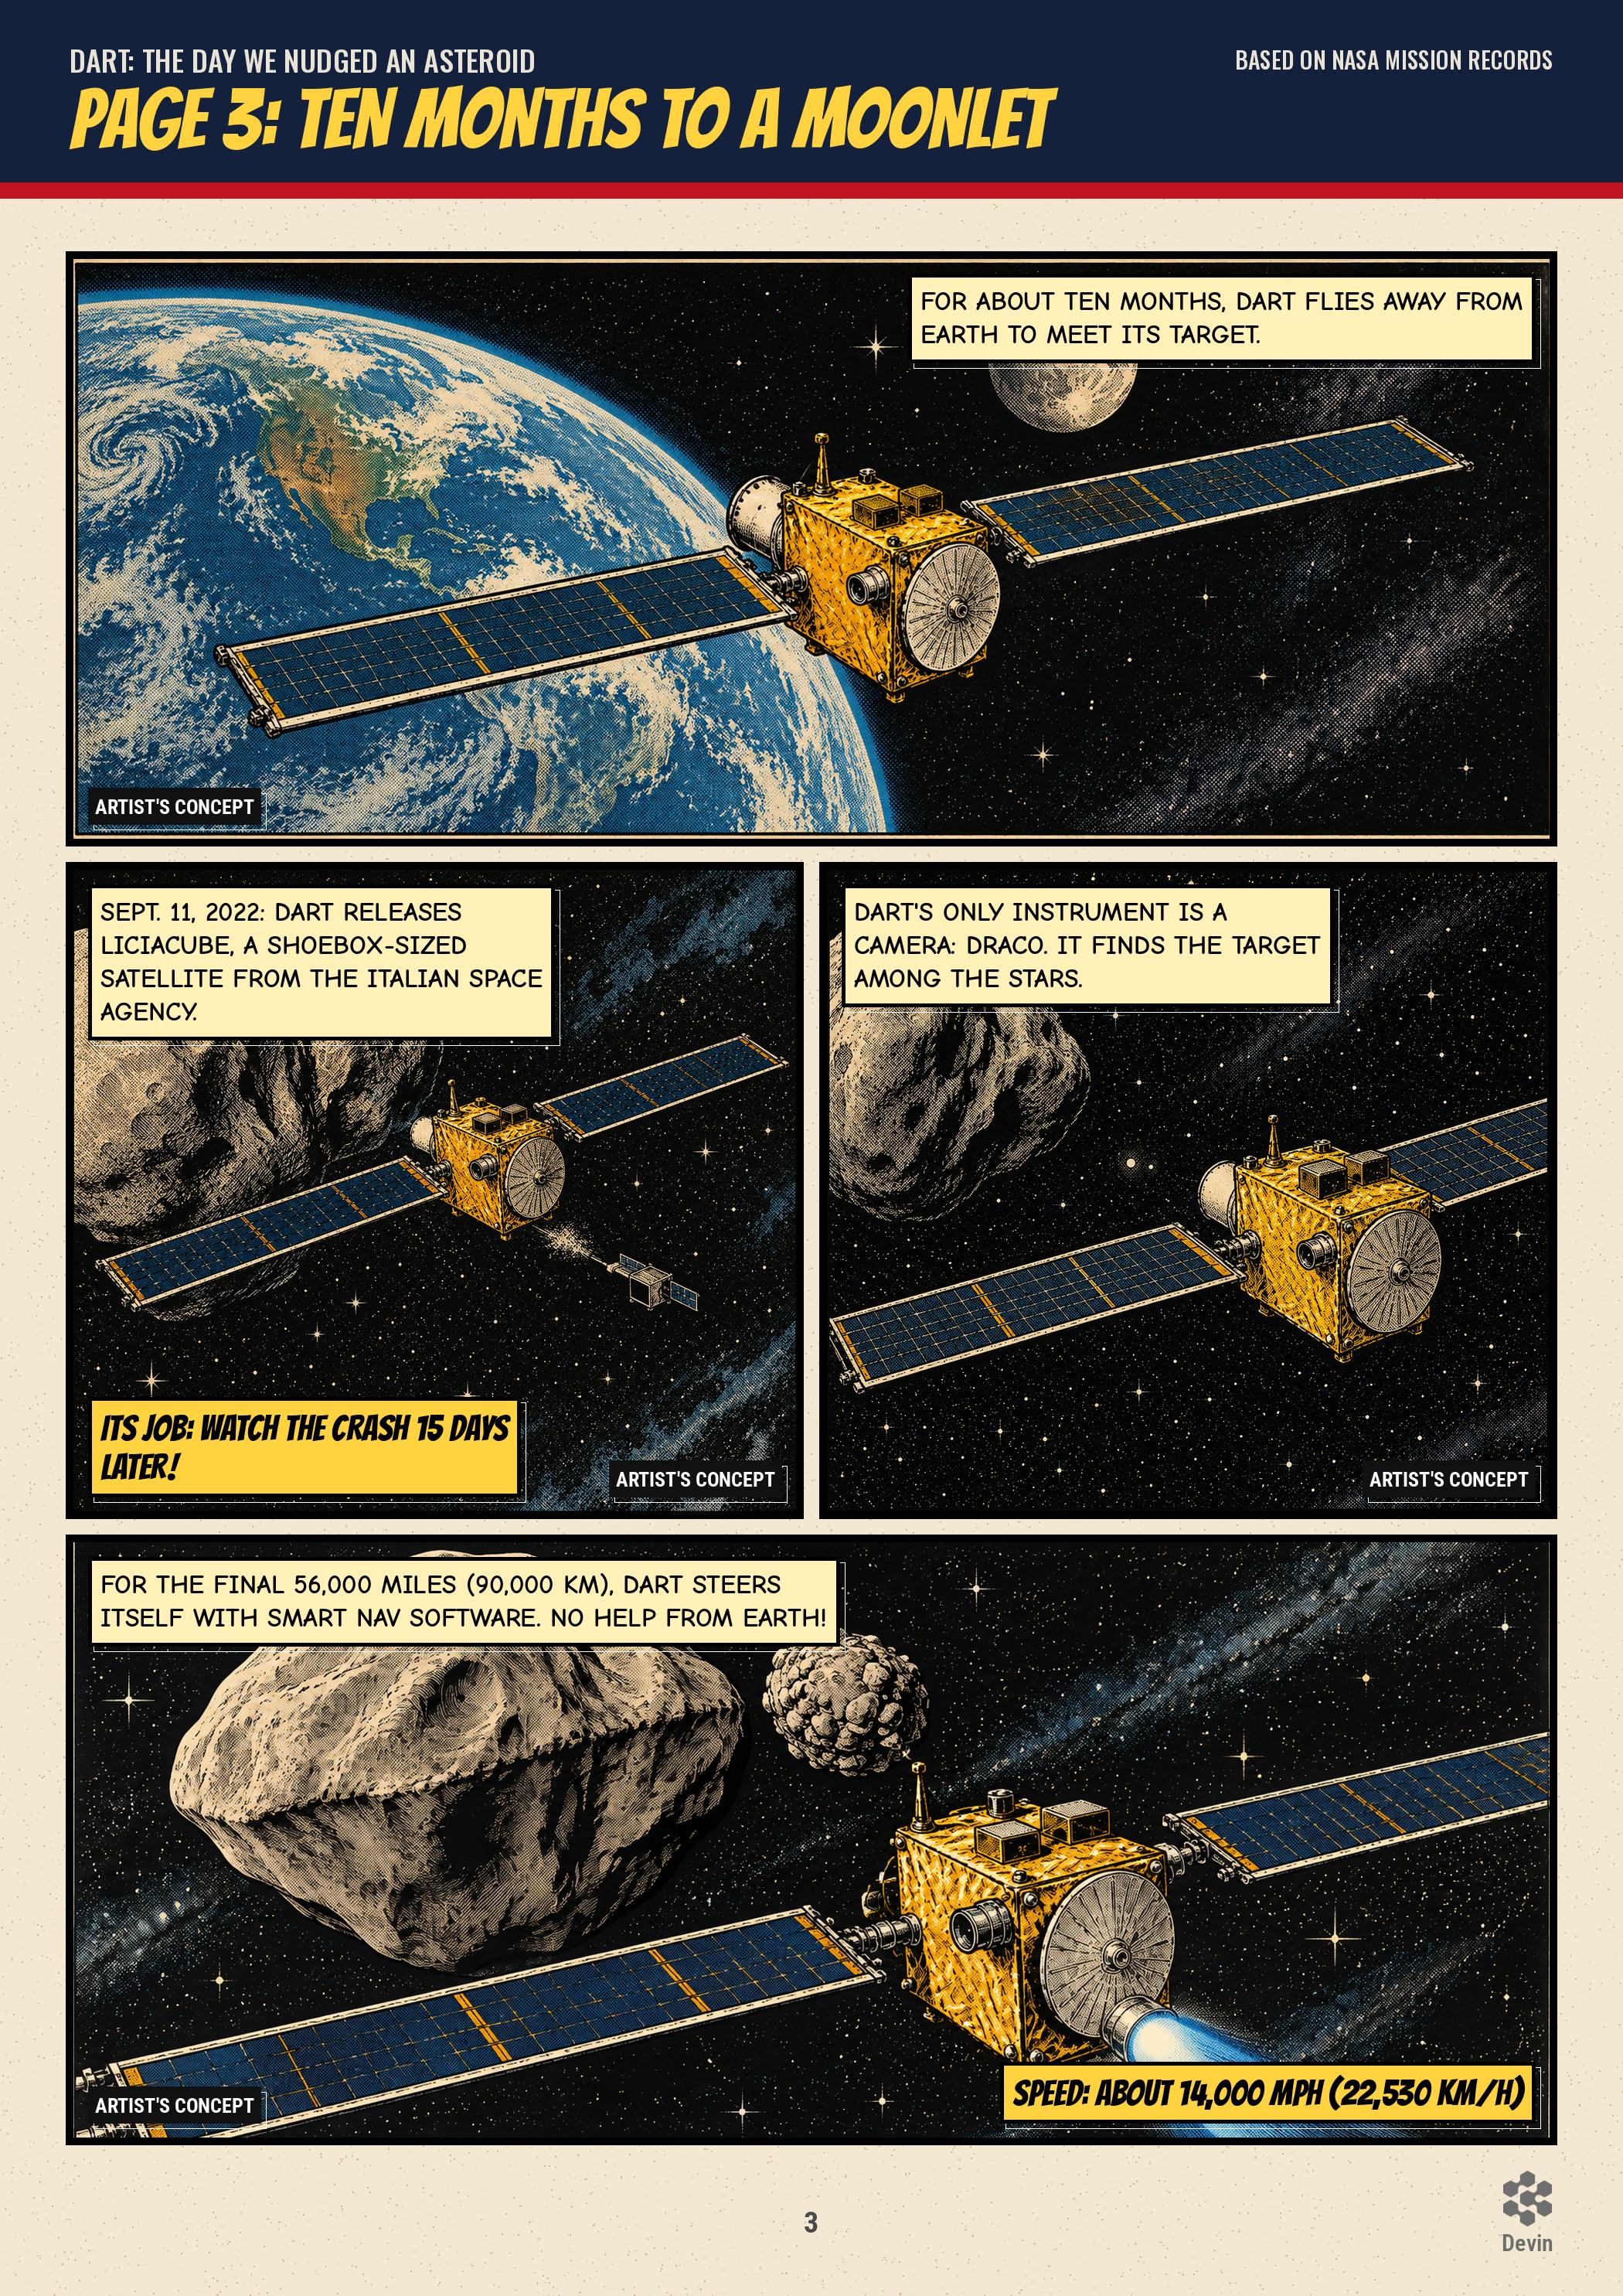 DART: THE DAY WE NUDGED AN ASTEROID
BASED ON NASA MISSION RECORDS
PAGE 3: TEN MONTHS TO A MOONLET
FOR ABOUT TEN MONTHS, DART FLIES AWAY FROM
EARTH TO MEET ITS TARGET.
ARTIST'S CONCEPT
SEPT. 11, 2022: DART RELEASES
LICIACUBE, A SHOEBOX-SIZED
SATELLITE FROM THE ITALIAN SPACE
AGENCY.
ITS JOB: WATCH THE CRASH 15 DAYS
LATER!
ARTIST'S CONCEPT
DART'S ONLY INSTRUMENT IS A
CAMERA: DRACO. IT FINDS THE TARGET
AMONG THE STARS.
ARTIST'S CONCEPT
FOR THE FINAL 56,000 MILES (90,000 KM), DART STEERS
ITSELF WITH SMART NAV SOFTWARE. NO HELP FROM EARTH!
ARTIST'S CONCEPT
SPEED: ABOUT 14,000 MPH (22,530 KM/H)
3
Devin